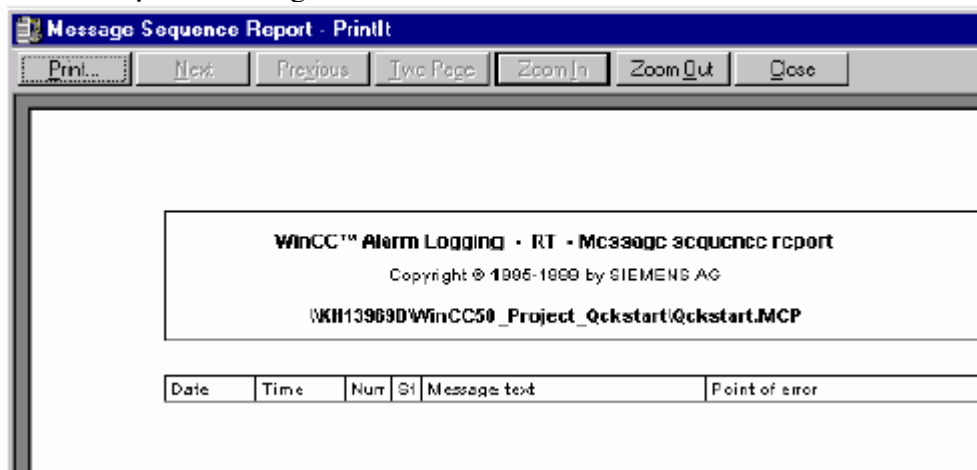 Message Sequence Report - PrintIt
Print... Next Previous Two Page Zoom In Zoom Out Close
WinCC™ Alarm Logging - RT - Message sequence report
Copyright © 1995-1999 by SIEMENS AG
\\KH13969D\WinCC50_Project_Qckstart\Qckstart.MCP
Date Time Num St Message text Point of error